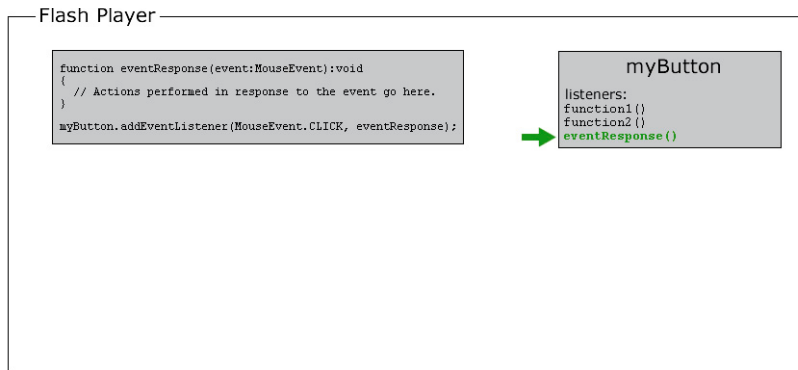 Flash Player
function eventResponse(event:MouseEvent):void
{
// Actions performed in response to the event go here.
}
myButton.addEventListener(MouseEvent.CLICK, eventResponse);
myButton
listeners:
function1()
function2()
eventResponse()